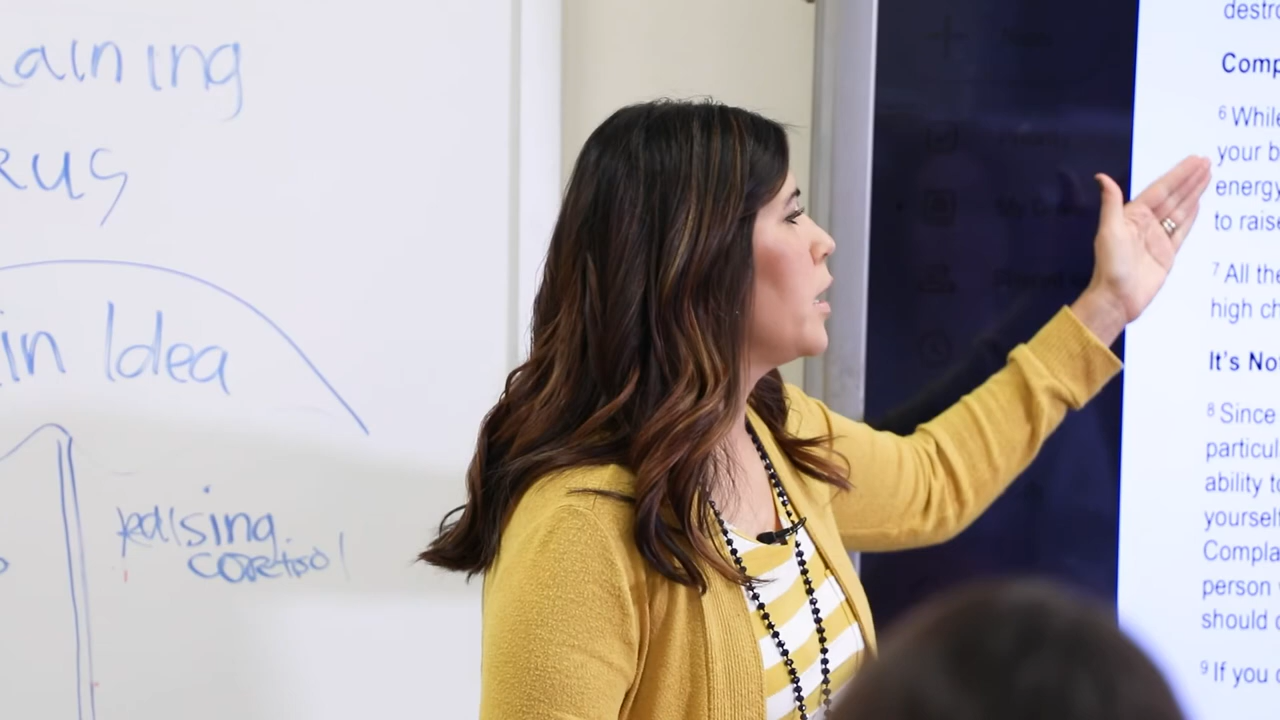 aining
RUS
in Idea
raising
cortisol
destro
Comp
6 While
your b
energy
to raise
7 All the
high ch
It's No
8 Since
particul
ability to
yourself
Compla
person
should
9 If you